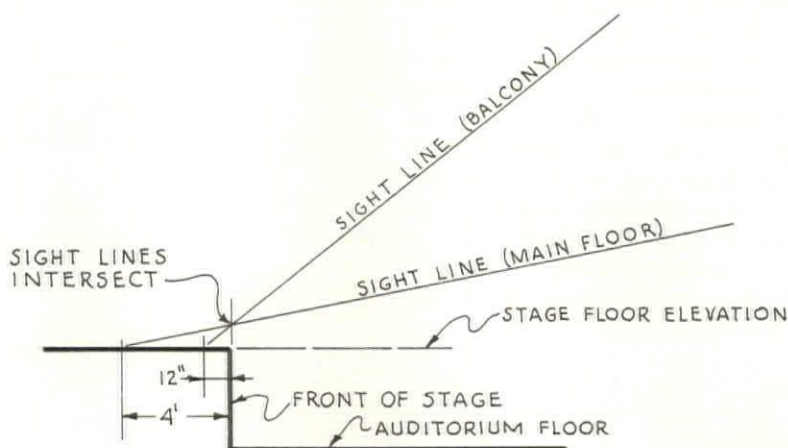 SIGHT LINE (BALCONY)
SIGHT LINE (MAIN FLOOR)
SIGHT LINES
INTERSECT
STAGE FLOOR ELEVATION
12"
4'
FRONT OF STAGE
AUDITORIUM FLOOR